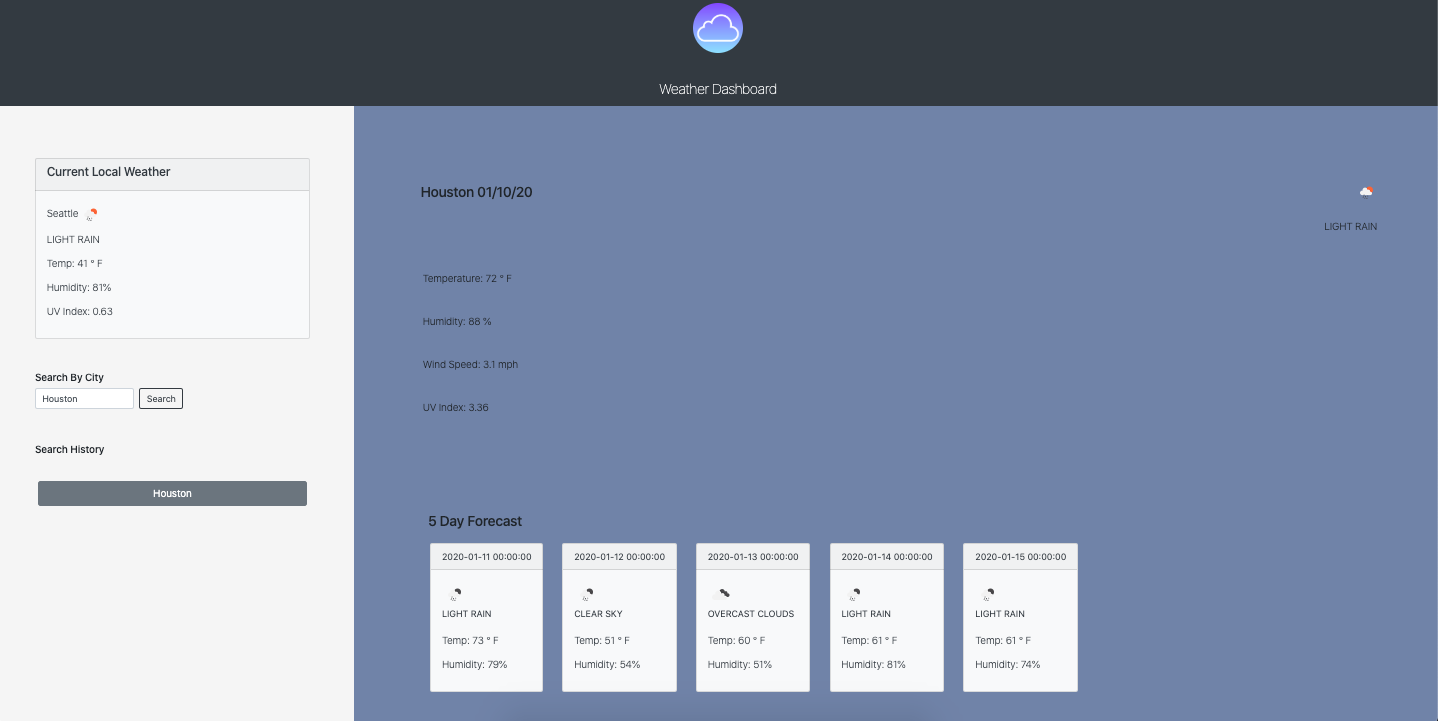 Weather Dashboard
Current Local Weather
Seattle
LIGHT RAIN
Temp: 41 ° F
Humidity: 81%
UV Index: 0.63
Search By City
Houston
Search
Search History
Houston
Houston 01/10/20
LIGHT RAIN
Temperature: 72 ° F
Humidity: 88 %
Wind Speed: 3.1 mph
UV Index: 3.36
5 Day Forecast
2020-01-11 00:00:00
LIGHT RAIN
Temp: 73 ° F
Humidity: 79%
2020-01-12 00:00:00
CLEAR SKY
Temp: 51 ° F
Humidity: 54%
2020-01-13 00:00:00
OVERCAST CLOUDS
Temp: 60 ° F
Humidity: 51%
2020-01-14 00:00:00
LIGHT RAIN
Temp: 61 ° F
Humidity: 81%
2020-01-15 00:00:00
LIGHT RAIN
Temp: 61 ° F
Humidity: 74%